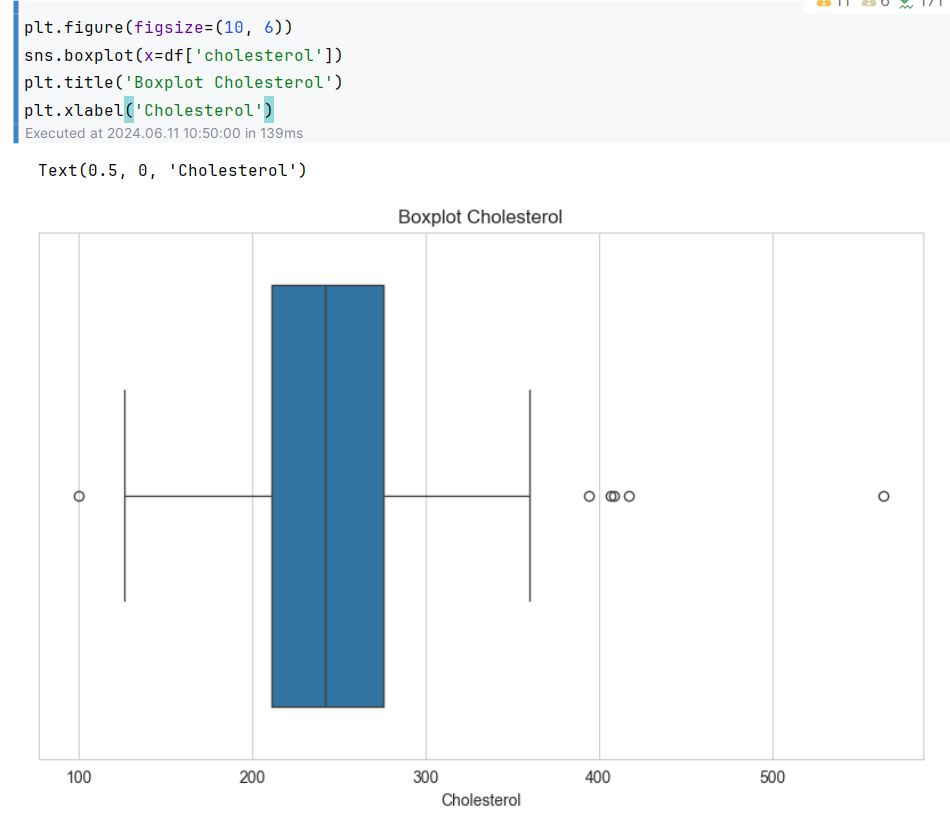 plt.figure(figsize=(10, 6))
sns.boxplot(x=df['cholesterol'])
plt.title('Boxplot Cholesterol')
plt.xlabel('Cholesterol')
Executed at 2024.06.11 10:50:00 in 139ms
Text(0.5, 0, 'Cholesterol')
Boxplot Cholesterol
100 200 300 400 500
Cholesterol